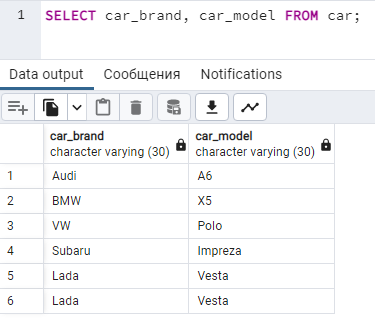 1 SELECT car_brand, car_model FROM car;
Data output Сообщения Notifications
car_brand car_model
character varying (30) character varying (30)
1 Audi A6
2 BMW X5
3 VW Polo
4 Subaru Impreza
5 Lada Vesta
6 Lada Vesta